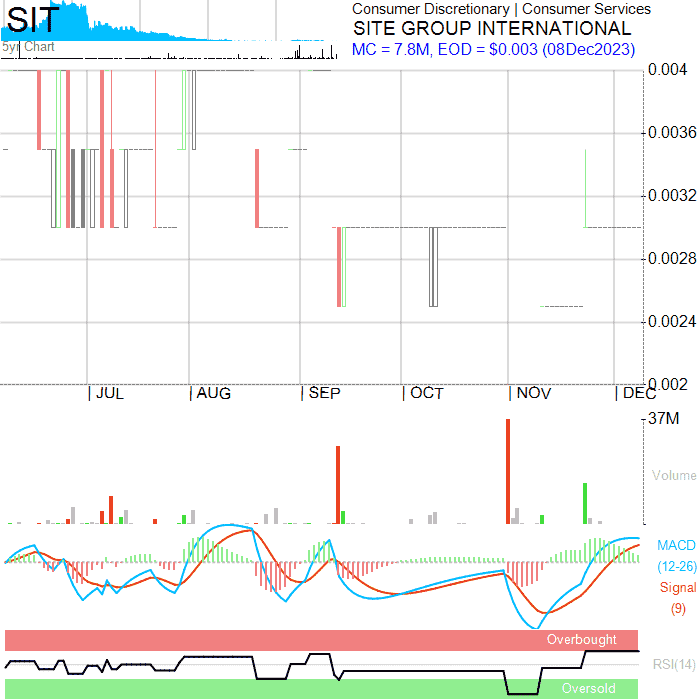 SIT
5yr Chart
Consumer Discretionary | Consumer Services
SITE GROUP INTERNATIONAL
MC = 7.8M, EOD = $0.003 (08Dec2023)
0.004
0.0036
0.0032
0.0028
0.0024
0.002
JUL
AUG
SEP
OCT
NOV
DEC
37M
Volume
MACD
(12-26)
Signal
(9)
Overbought
RSI(14)
Oversold